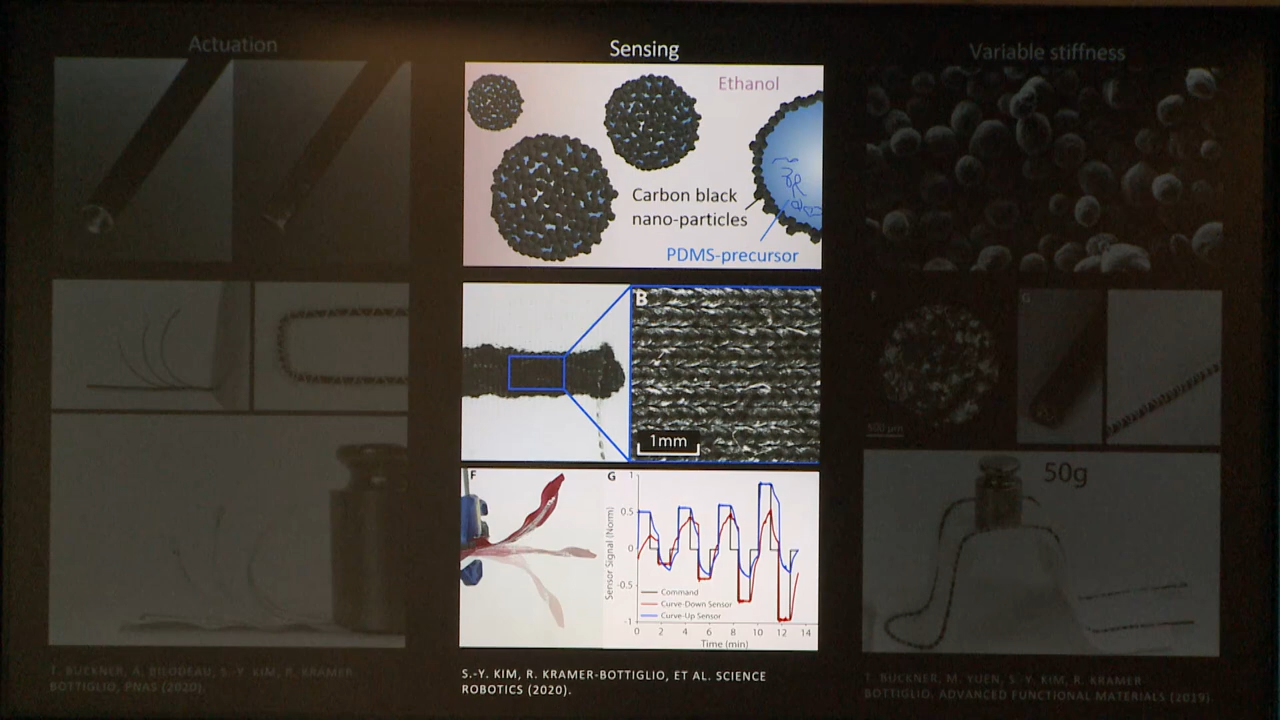 Actuation
T. BUCKNER, A. BILODEAU, S.-Y. KIM, R. KRAMER
BOTTIGLIO, PNAS (2020).
Sensing
Ethanol
Carbon black
nano-particles
PDMS-precursor
B
1mm
F
G
Sensor Signal (Norm)
1
0.5
0
-0.5
-1
Command
Curve-Down Sensor
Curve-Up Sensor
0 2 4 6 8 10 12 14
Time (min)
S.-Y. KIM, R. KRAMER-BOTTIGLIO, ET AL. SCIENCE
ROBOTICS (2020).
Variable stiffness
F
G
500 µm
50g
T. BUCKNER, M. YUEN, S.-Y. KIM, R. KRAMER-
BOTTIGLIO, ADVANCED FUNCTIONAL MATERIALS (2019).